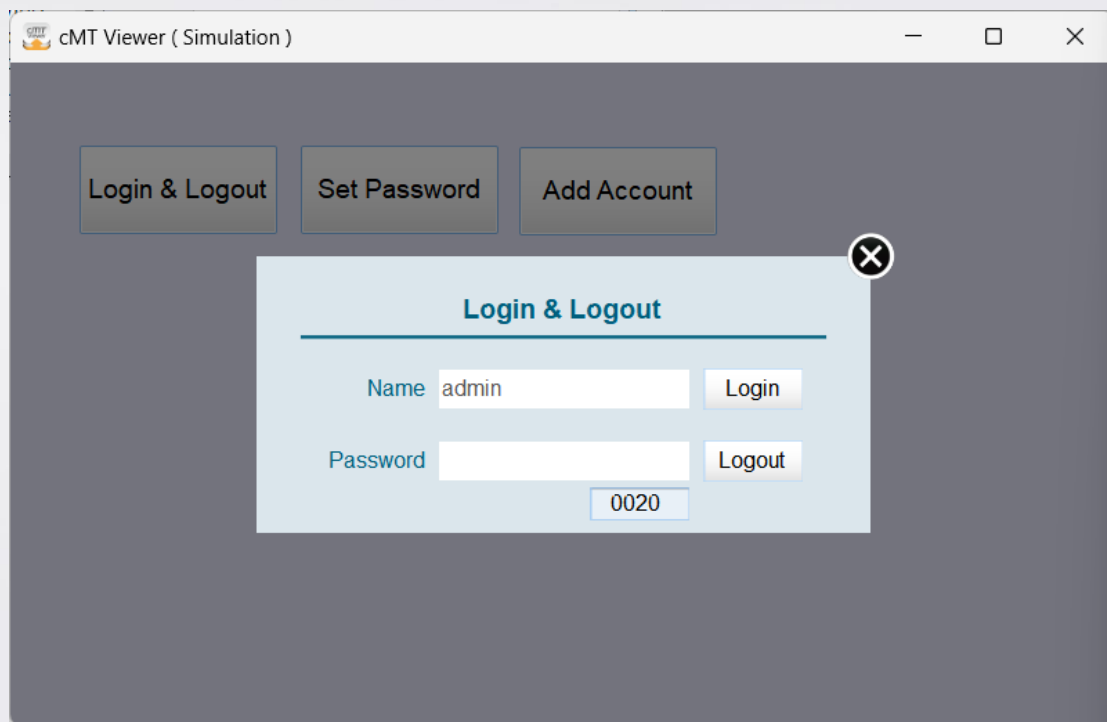 cMT Viewer ( Simulation )
Login & Logout
Set Password
Add Account
Login & Logout
Name
admin
Login
Password
Logout
0020